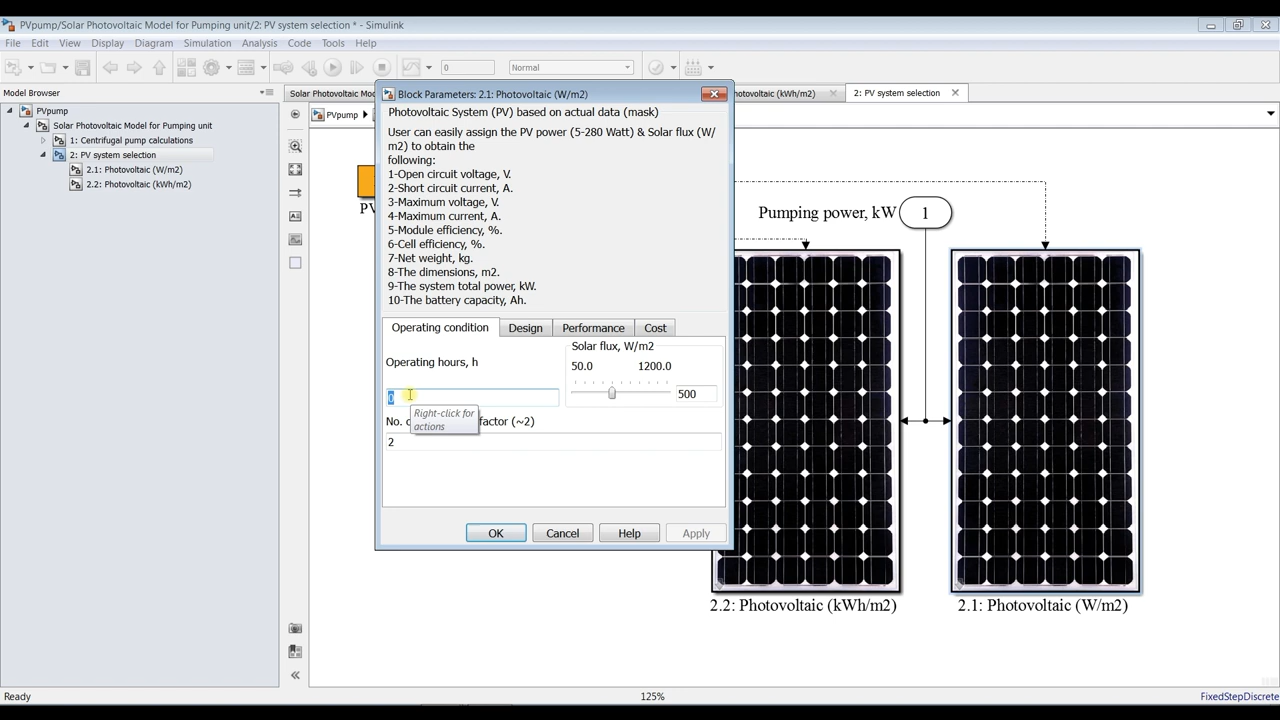 PVpump/Solar Photovoltaic Model for Pumping unit/2: PV system selection * - Simulink
File Edit View Display Diagram Simulation Analysis Code Tools Help
0
Normal
Model Browser
PVpump
Solar Photovoltaic Model for Pumping unit
1: Centrifugal pump calculations
2: PV system selection
2.1: Photovoltaic (W/m2)
2.2: Photovoltaic (kWh/m2)
Solar Photovoltaic Mo
hotovoltaic (kWh/m2)
2: PV system selection
PVpump
PV
Block Parameters: 2.1: Photovoltaic (W/m2)
Photovoltaic System (PV) based on actual data (mask)
User can easily assign the PV power (5-280 Watt) & Solar flux (W/
m2) to obtain the
following:
1-Open circuit voltage, V.
2-Short circuit current, A.
3-Maximum voltage, V.
4-Maximum current, A.
5-Module efficiency, %.
6-Cell efficiency, %.
7-Net weight, kg.
8-The dimensions, m2.
9-The system total power, kW.
10-The battery capacity, Ah.
Operating condition Design Performance Cost
Operating hours, h
0
Solar flux, W/m2
50.0 1200.0
500
Right-click for
actions
No. factor (~2)
2
OK Cancel Help Apply
Pumping power, kW
1
2.2: Photovoltaic (kWh/m2)
2.1: Photovoltaic (W/m2)
Ready
125%
FixedStepDiscrete